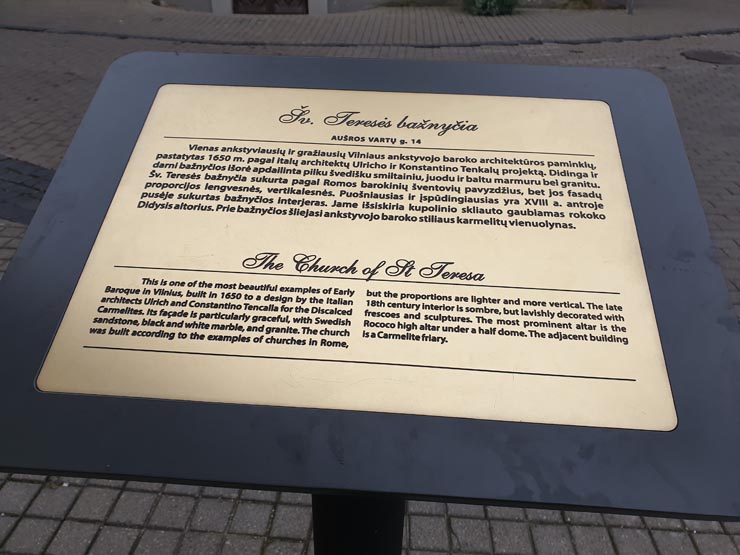 Šv. Teresės bažnyčia
AUŠROS VARTŲ g. 14
Vienas ankstyviausių ir gražiausių Vilniaus ankstyvojo baroko architektūros paminklų,
pastatytas 1650 m. pagal italų architektų Ulricho ir Konstantino Tenkalų projektą. Didinga ir
darni bažnyčios išorė apdailinta pilku švedišku smiltainiu, juodu ir baltu marmuru bei granitu.
Šv. Teresės bažnyčia sukurta pagal Romos barokinių šventovių pavyzdžius, bet jos fasadų
proporcijos lengvesnės, vertikalesnės. Puošniausias ir įspūdingiausias yra XVIII a. antroje
pusėje sukurtas bažnyčios interjeras. Jame išsiskiria kupolinio skliauto gaubiamas rokoko
Didysis altorius. Prie bažnyčios šliejasi ankstyvojo baroko stiliaus karmelitų vienuolynas.
The Church of St Teresa
This is one of the most beautiful examples of Early
Baroque in Vilnius, built in 1650 to a design by the Italian
architects Ulrich and Constantino Tencalla for the Discalced
Carmelites. Its façade is particularly graceful, with Swedish
sandstone, black and white marble, and granite. The church
was built according to the examples of churches in Rome,
but the proportions are lighter and more vertical. The late
18th century interior is sombre, but lavishly decorated with
frescoes and sculptures. The most prominent altar is the
Rococo high altar under a half dome. The adjacent building
is a Carmelite friary.